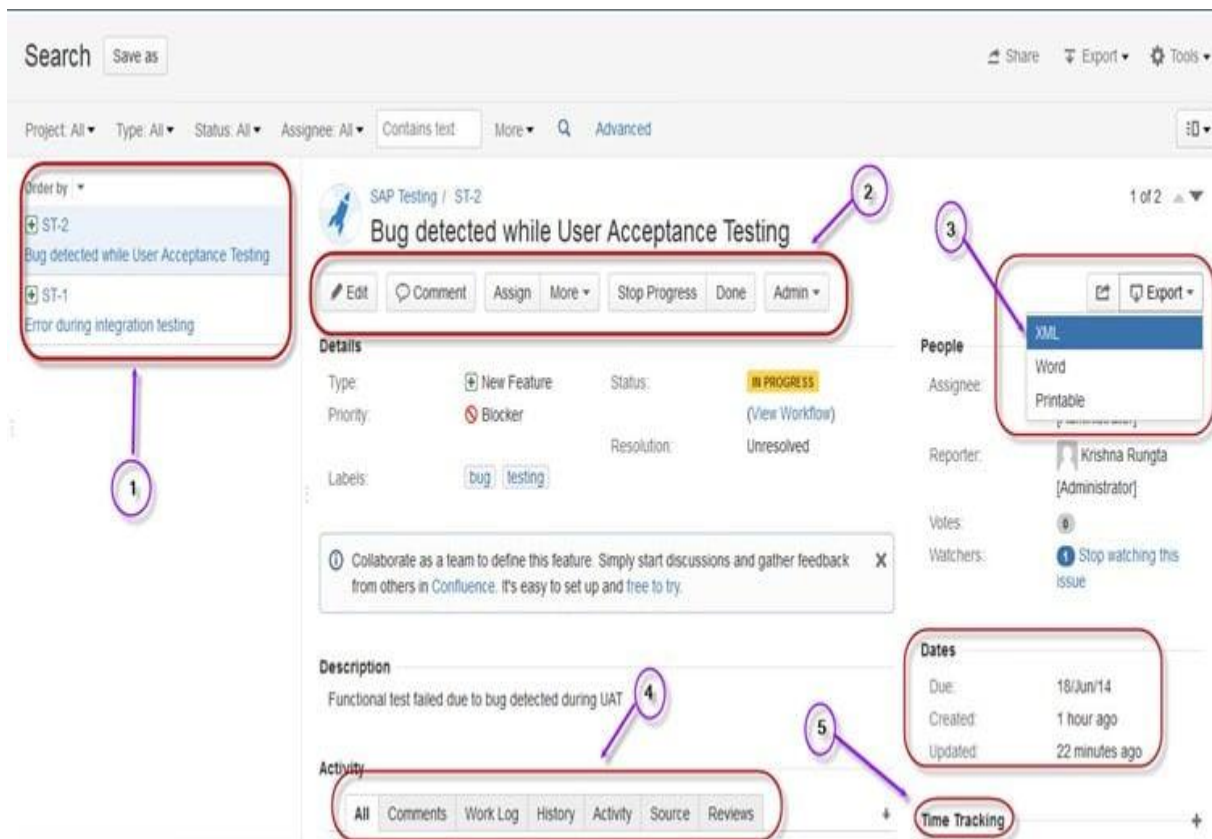 Search Save as Share Export Tools
Project: All Type: All Status: All Assignee: All Contains text More Advanced
Order by
ST-2
Bug detected while User Acceptance Testing
ST-1
Error during integration testing
1
SAP Testing / ST-2
Bug detected while User Acceptance Testing
2
1 of 2
3
Edit Comment Assign More Stop Progress Done Admin
Export
XML
Word
Printable
Details
Type: New Feature Status: IN PROGRESS
Priority: Blocker (View Workflow)
Resolution: Unresolved
Labels: bug testing
Collaborate as a team to define this feature. Simply start discussions and gather feedback
from others in Confluence. It's easy to set up and free to try.
X
Description
Functional test failed due to bug detected during UAT
4
Activity
All Comments Work Log History Activity Source Reviews
People
Assignee:
Reporter: Krishna Rungta
[Administrator]
Votes: 0
Watchers: 1 Stop watching this
issue
Dates
Due: 18/Jun/14
Created: 1 hour ago
Updated: 22 minutes ago
5
Time Tracking